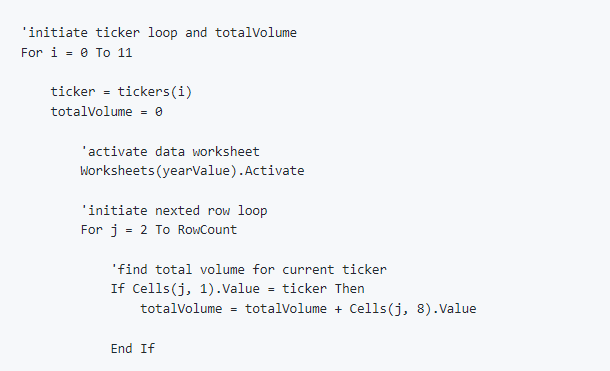 'initiate ticker loop and totalVolume
For i = 0 To 11
ticker = tickers(i)
totalVolume = 0
'activate data worksheet
Worksheets(yearValue).Activate
'initiate nexted row loop
For j = 2 To RowCount
'find total volume for current ticker
If Cells(j, 1).Value = ticker Then
totalVolume = totalVolume + Cells(j, 8).Value
End If